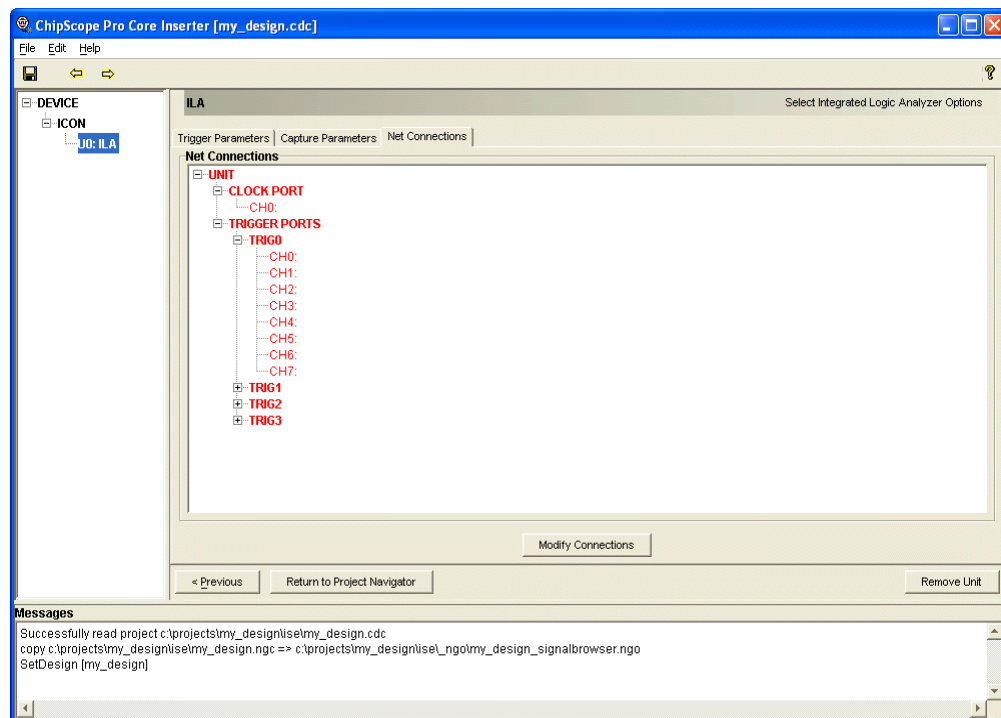 ChipScope Pro Core Inserter [my_design.cdc]
File Edit Help
DEVICE
ICON
U0: ILA
ILA
Select Integrated Logic Analyzer Options
Trigger Parameters
Capture Parameters
Net Connections
Net Connections
UNIT
CLOCK PORT
CH0:
TRIGGER PORTS
TRIG0
CH0:
CH1:
CH2:
CH3:
CH4:
CH5:
CH6:
CH7:
TRIG1
TRIG2
TRIG3
Modify Connections
< Previous
Return to Project Navigator
Remove Unit
Messages
Successfully read project c:\projects\my_design\ise\my_design.cdc
copy c:\projects\my_design\ise\my_design.ngc => c:\projects\my_design\ise\_ngo\my_design_signalbrowser.ngo
SetDesign [my_design]